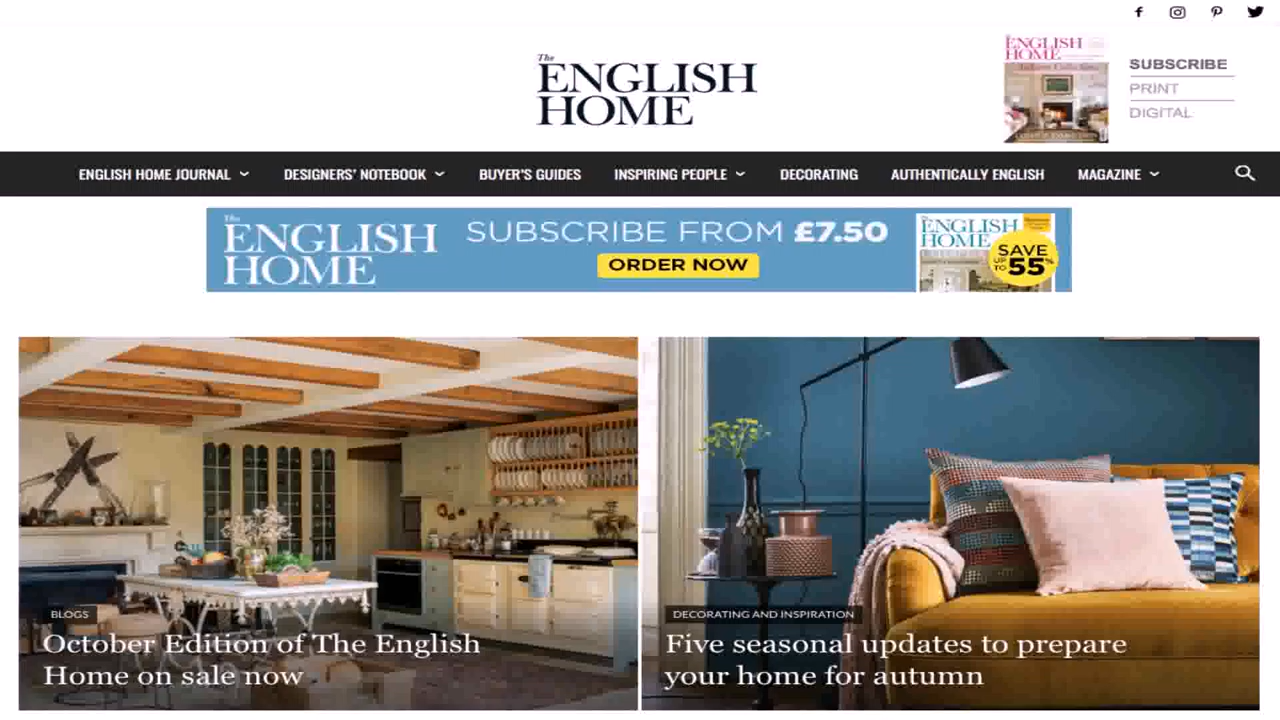 The
ENGLISH
HOME
ENGLISH
HOME
SUBSCRIBE
PRINT
DIGITAL
ENGLISH HOME JOURNAL DESIGNERS' NOTEBOOK BUYER'S GUIDES INSPIRING PEOPLE DECORATING AUTHENTICALLY ENGLISH MAGAZINE
The
ENGLISH
HOME
SUBSCRIBE FROM £7.50
ORDER NOW
ENGLISH
HOME
SAVE
UP TO 55%
BLOGS
October Edition of The English
Home on sale now
DECORATING AND INSPIRATION
Five seasonal updates to prepare
your home for autumn